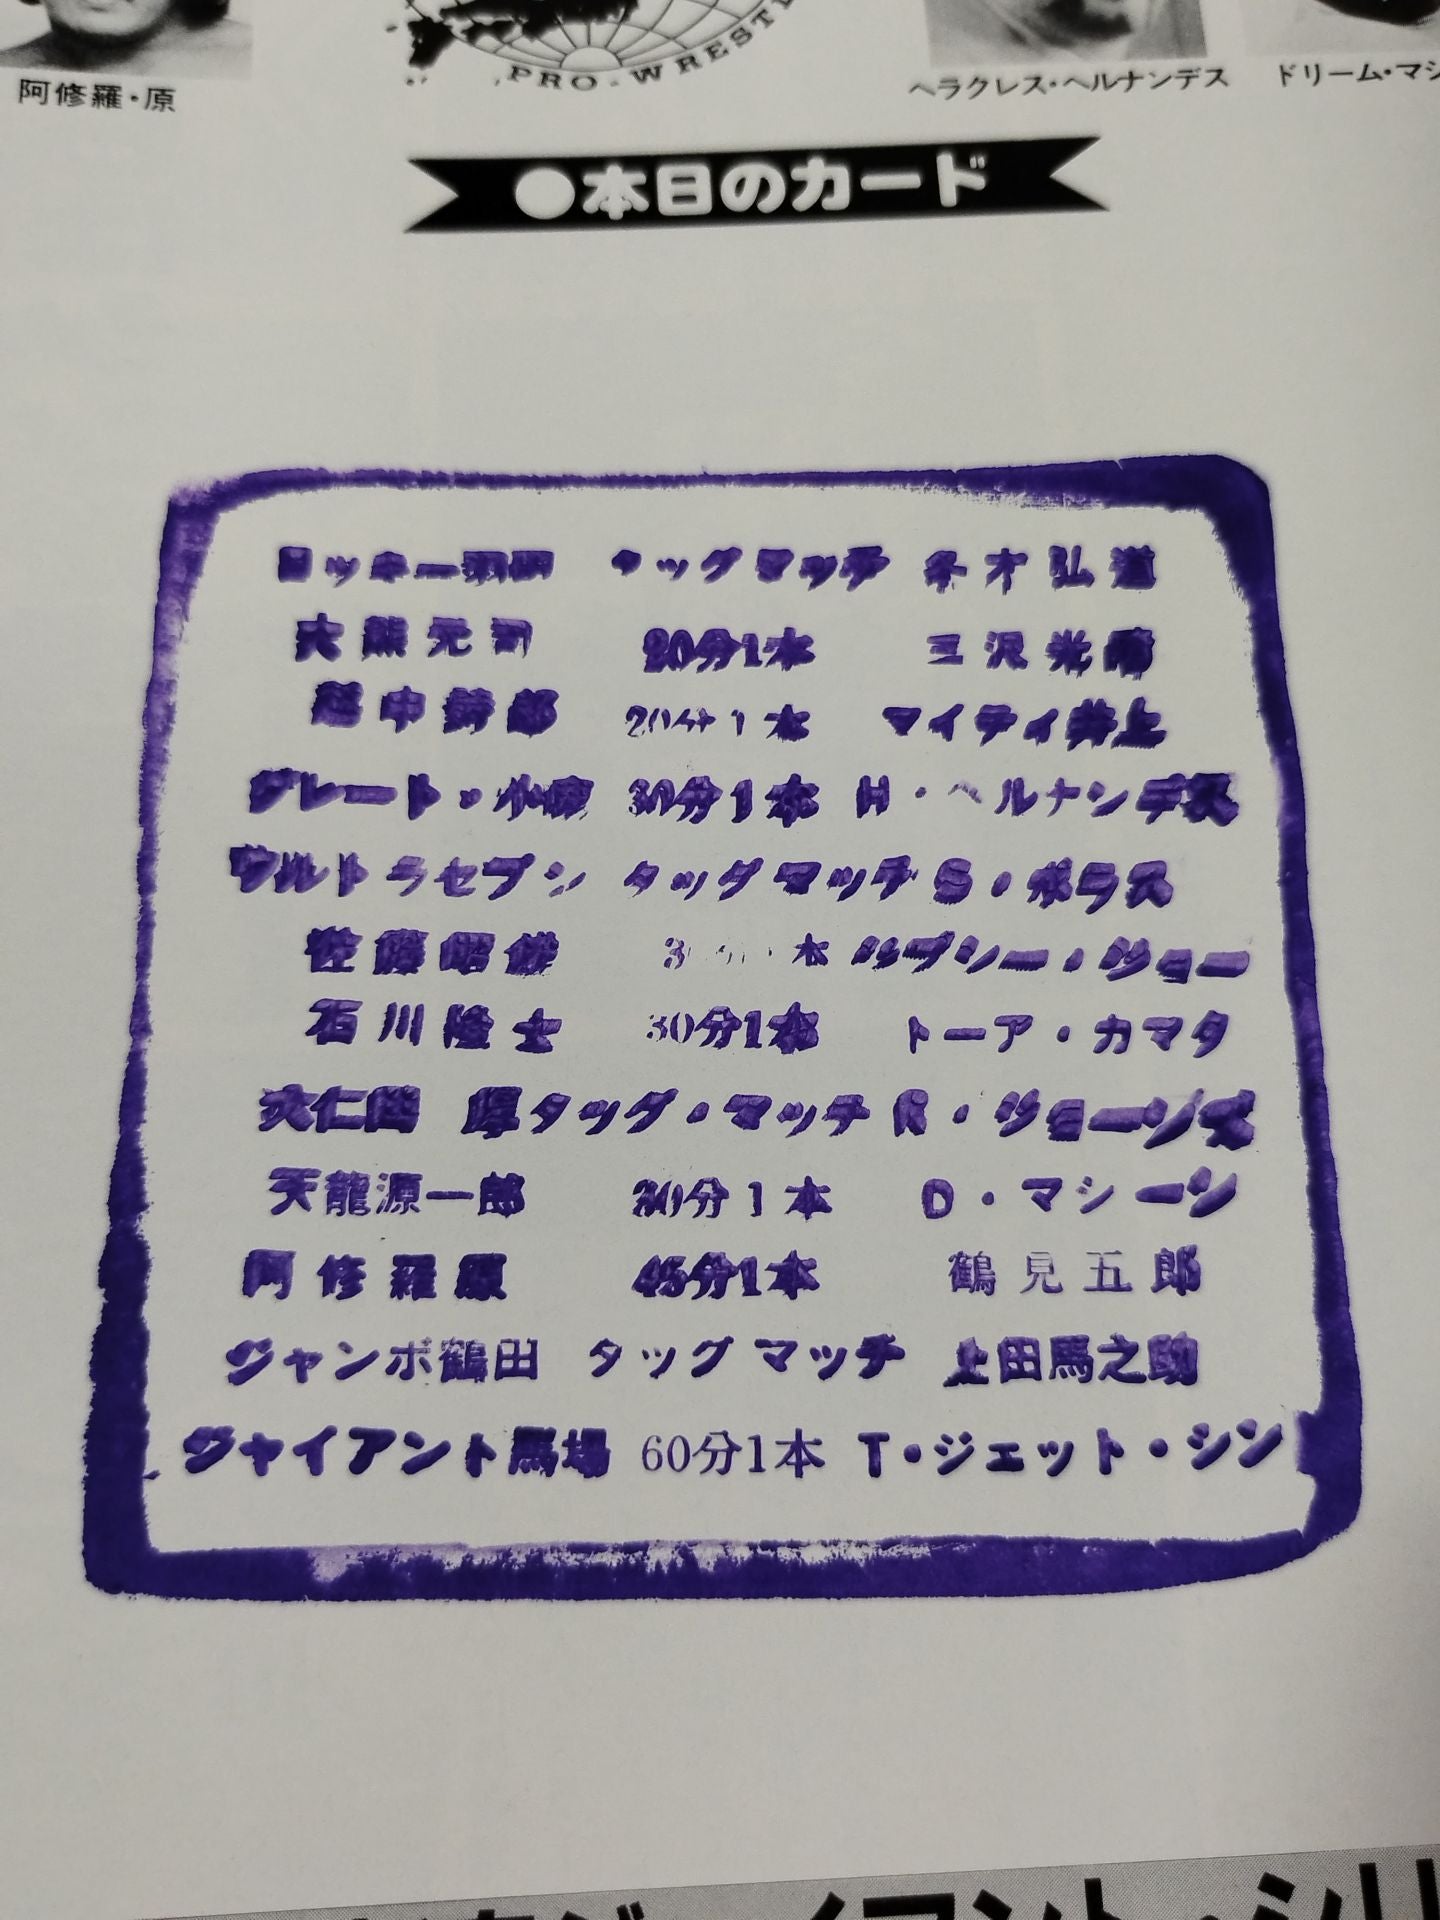 PRO-WRESTL
阿修羅・原
ヘラクレス・ヘルナンデス
ドリーム・マシ
●本日のカード
ロッキー羽田 タッグマッチ 冬木弘道
大熊元司 20分1本 三沢光晴
越中詩郎 20分1本 マイティ井上
グレート・小鹿 30分1本 H・ヘルナンデス
ウルトラセブン タッグマッチ S・ボラス
佐藤昭雄 3 本 ルブシー・ジョー
石川隆士 30分1本 トーア・カマタ
大仁田 厚 タッグ・マッチ R・ジョーンズ
天龍源一郎 30分1本 D・マシーン
阿修羅原 45分1本 鶴見五郎
ジャンボ鶴田 タッグマッチ 上田馬之助
ジャイアント馬場 60分1本 T・ジェット・シン
イアント・シリ